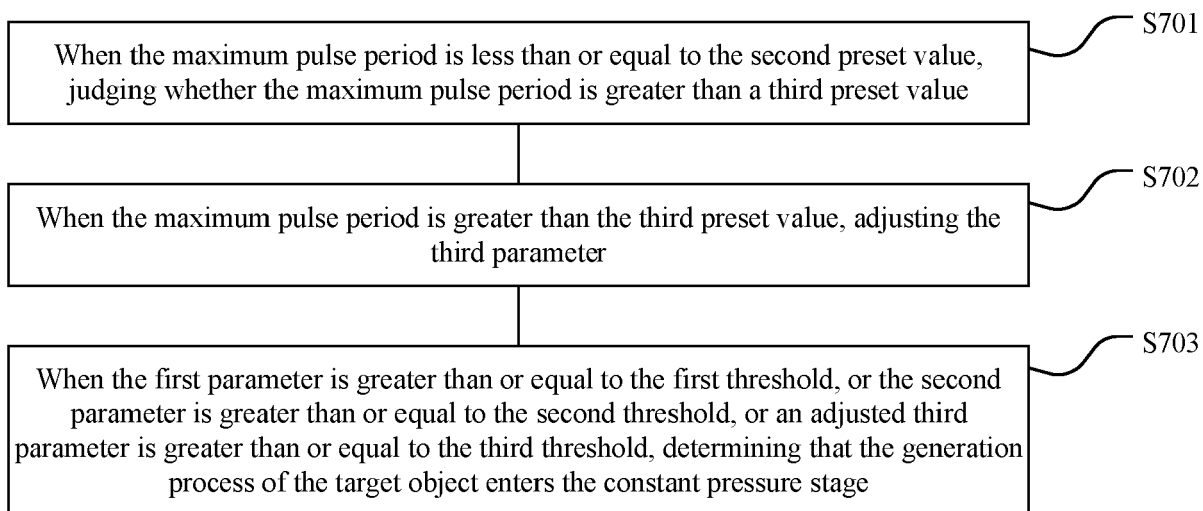 S701
When the maximum pulse period is less than or equal to the second preset value,
judging whether the maximum pulse period is greater than a third preset value
S702
When the maximum pulse period is greater than the third preset value, adjusting the
third parameter
S703
When the first parameter is greater than or equal to the first threshold, or the second
parameter is greater than or equal to the second threshold, or an adjusted third
parameter is greater than or equal to the third threshold, determining that the generation
process of the target object enters the constant pressure stage